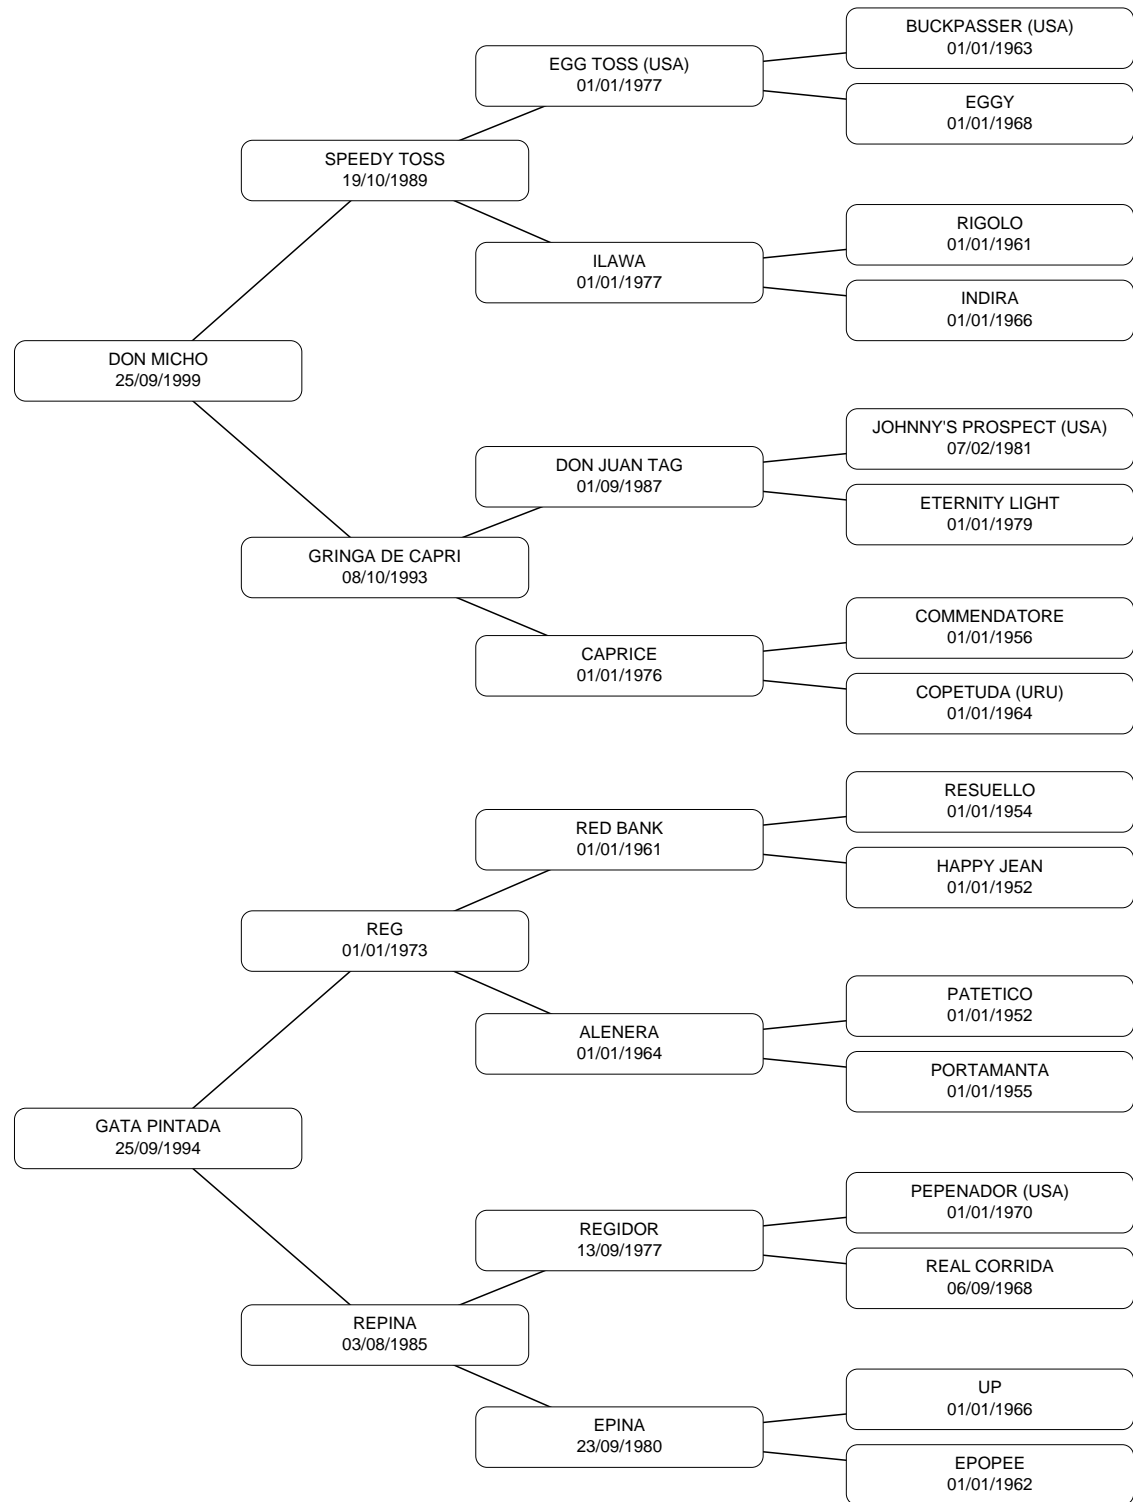 BUCKPASSER (USA)
01/01/1963
EGG TOSS (USA)
01/01/1977
EGGY
01/01/1968
SPEEDY TOSS
19/10/1989
RIGOLO
01/01/1961
ILAWA
01/01/1977
INDIRA
01/01/1966
DON MICHO
25/09/1999
JOHNNY'S PROSPECT (USA)
07/02/1981
DON JUAN TAG
01/09/1987
ETERNITY LIGHT
01/01/1979
GRINGA DE CAPRI
08/10/1993
COMMENDATORE
01/01/1956
CAPRICE
01/01/1976
COPETUDA (URU)
01/01/1964
RESUELLO
01/01/1954
RED BANK
01/01/1961
HAPPY JEAN
01/01/1952
REG
01/01/1973
PATETICO
01/01/1952
ALENERA
01/01/1964
PORTAMANTA
01/01/1955
GATA PINTADA
25/09/1994
PEPENADOR (USA)
01/01/1970
REGIDOR
13/09/1977
REAL CORRIDA
06/09/1968
REPINA
03/08/1985
UP
01/01/1966
EPINA
23/09/1980
EPOPEE
01/01/1962